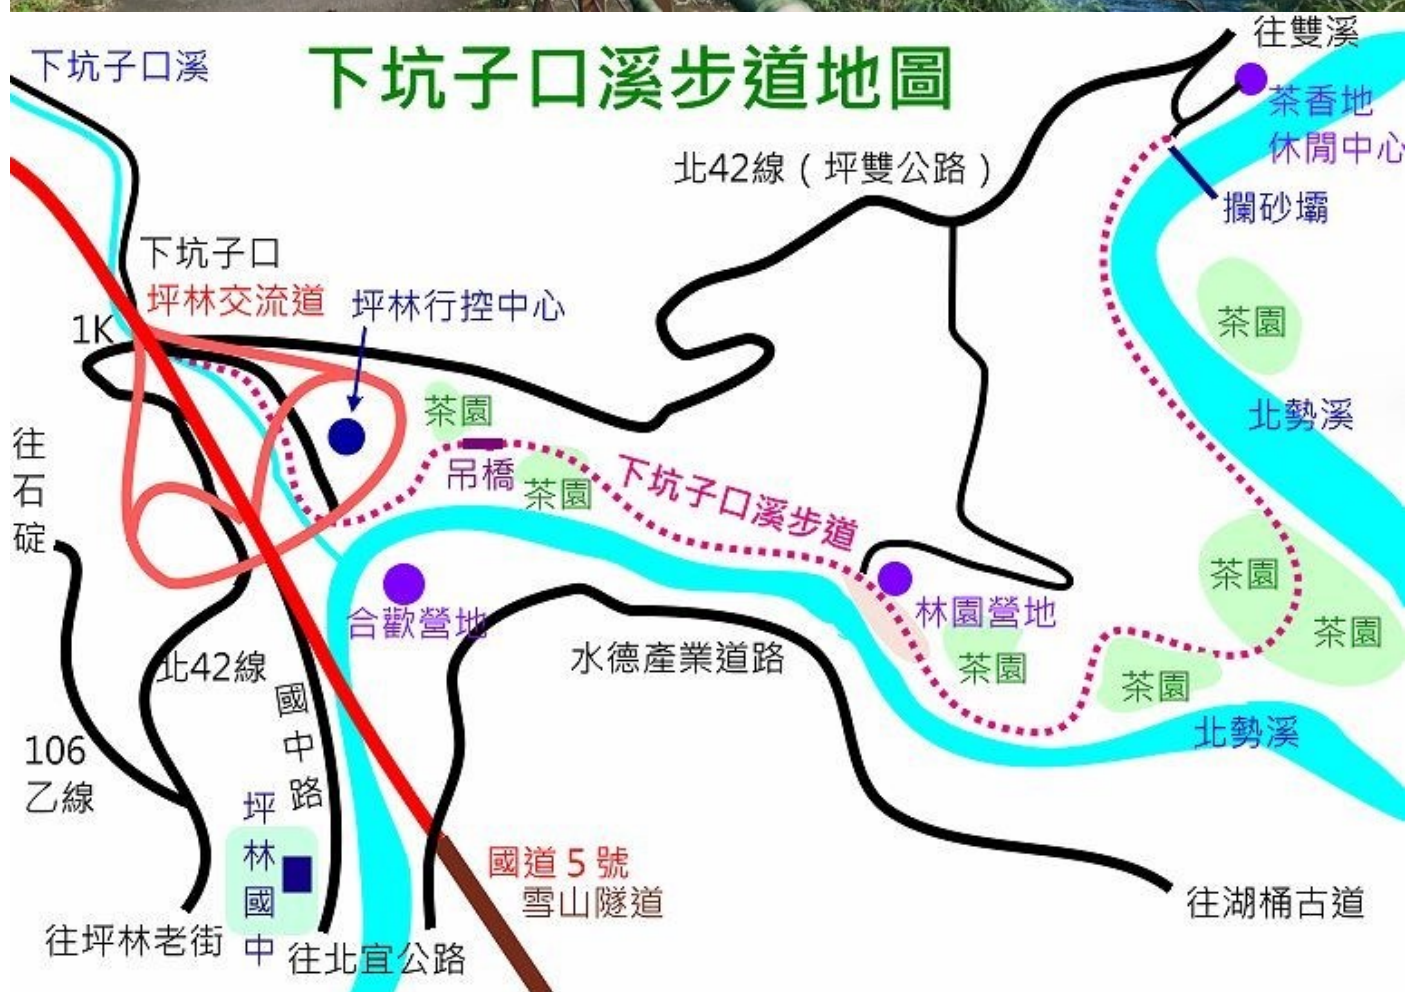 下坑子口溪步道地圖
下坑子口溪
往雙溪
茶香地
休閒中心
北42線（坪雙公路）
攔砂壩
下坑子口
坪林交流道
坪林行控中心
1K
茶園
茶園
北勢溪
往石碇
吊橋
茶園
下坑子口溪步道
茶園
茶園
合歡營地
林園營地
水德產業道路
茶園
茶園
北42線
國中路
北勢溪
106
乙線
坪林國中
國道5號
雪山隧道
往湖桶古道
往坪林老街
往北宜公路